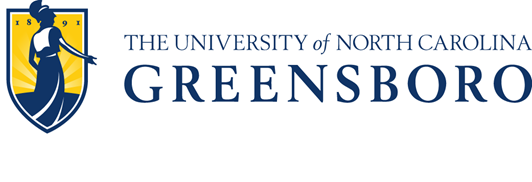 1891
THE UNIVERSITY of NORTH CAROLINA
GREENSBORO